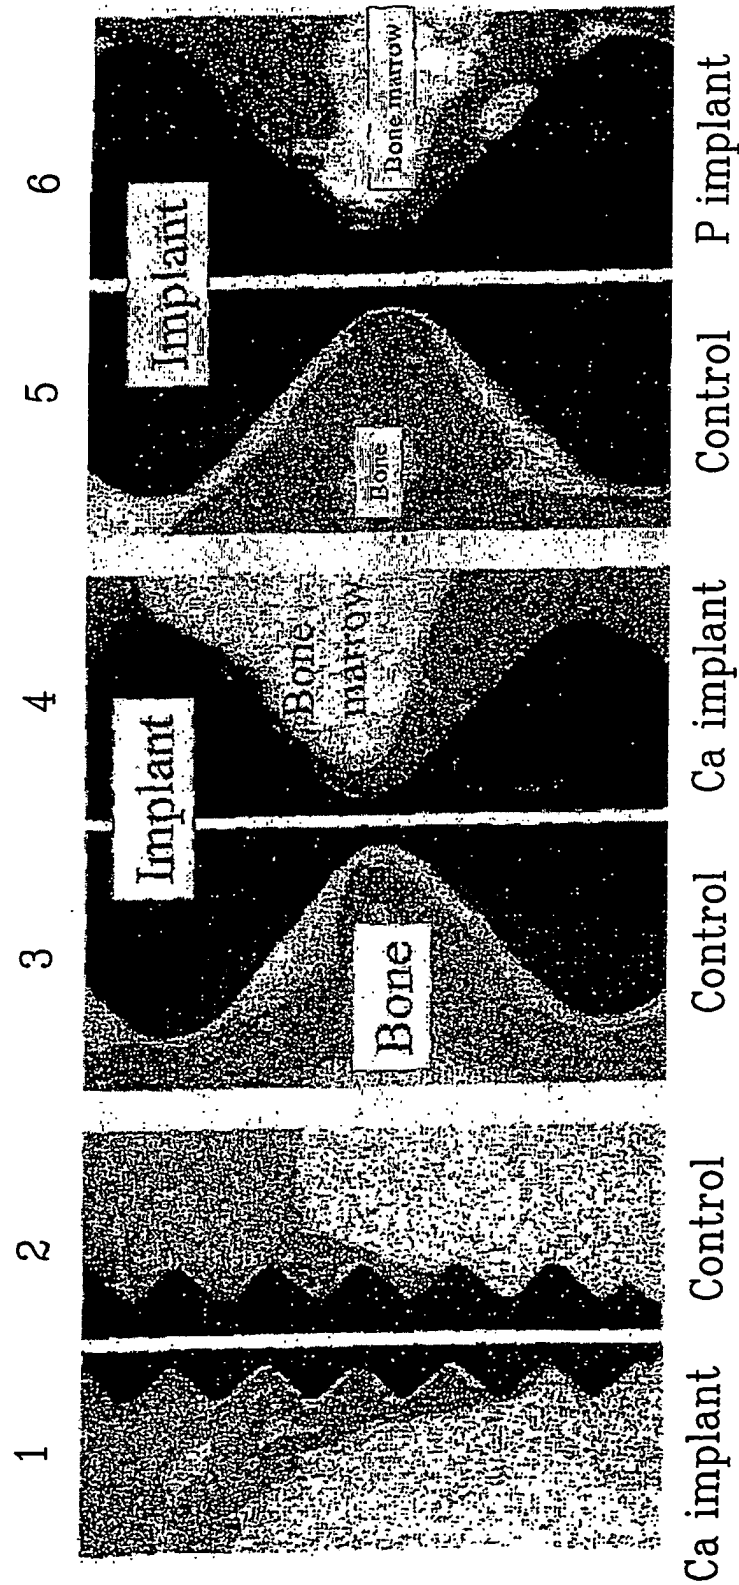 1 2 3 4 5 6
Implant
Implant
Bone
Bone
marrow
Bone
Bone marrow
Ca implant
Control
Control
Ca implant
Control
P implant